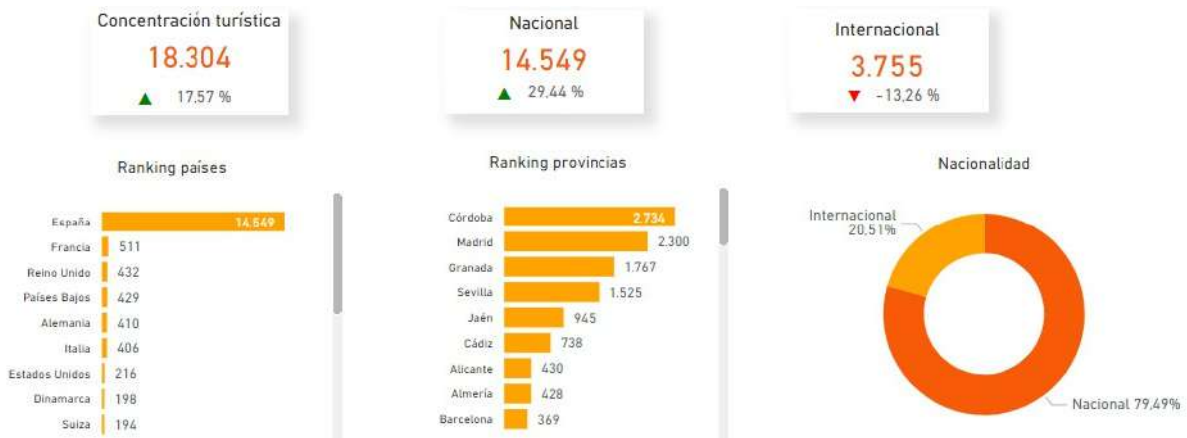 Concentración turística
18.304
▲ 17,57 %
Nacional
14.549
▲ 29,44 %
Internacional
3.755
▼ -13,26 %
Ranking países
España 14.549
Francia 511
Reino Unido 432
Países Bajos 429
Alemania 410
Italia 406
Estados Unidos 216
Dinamarca 198
Suiza 194
Ranking provincias
Córdoba 2.734
Madrid 2.300
Granada 1.767
Sevilla 1.525
Jaén 945
Cádiz 738
Alicante 430
Almería 428
Barcelona 369
Nacionalidad
Internacional
20,51%
Nacional 79,49%